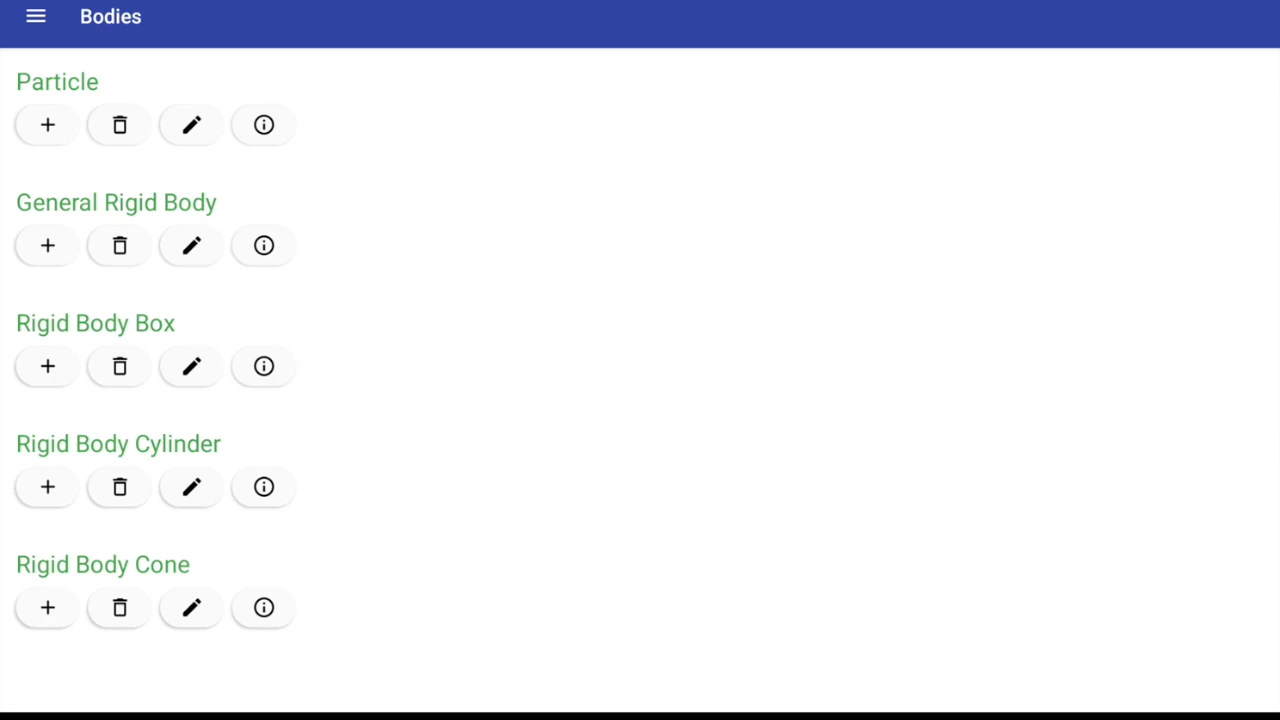 Bodies
Particle
General Rigid Body
Rigid Body Box
Rigid Body Cylinder
Rigid Body Cone